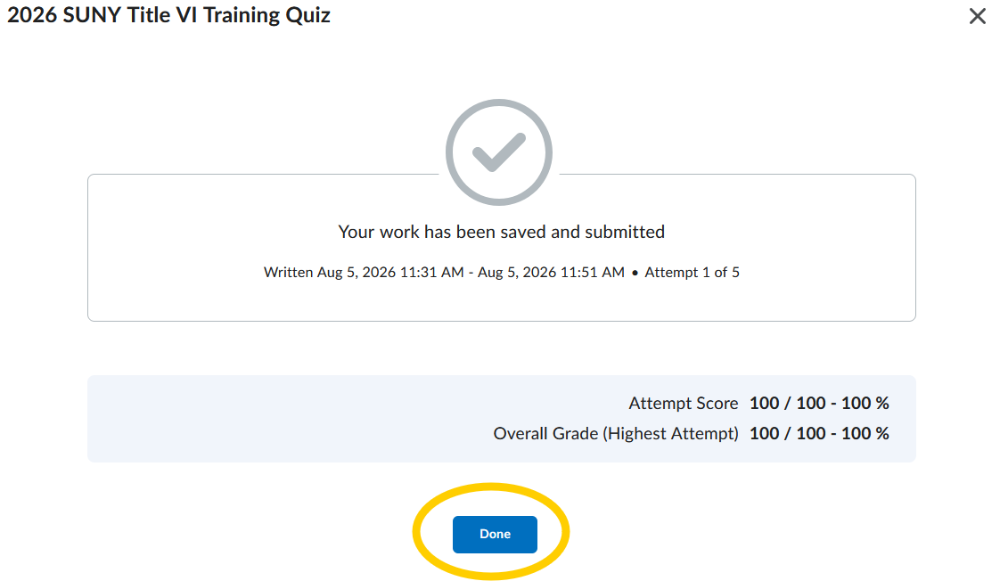 2026 SUNY Title VI Training Quiz
Your work has been saved and submitted
Written Aug 5, 2026 11:31 AM - Aug 5, 2026 11:51 AM • Attempt 1 of 5
Attempt Score 100 / 100 - 100 %
Overall Grade (Highest Attempt) 100 / 100 - 100 %
Done